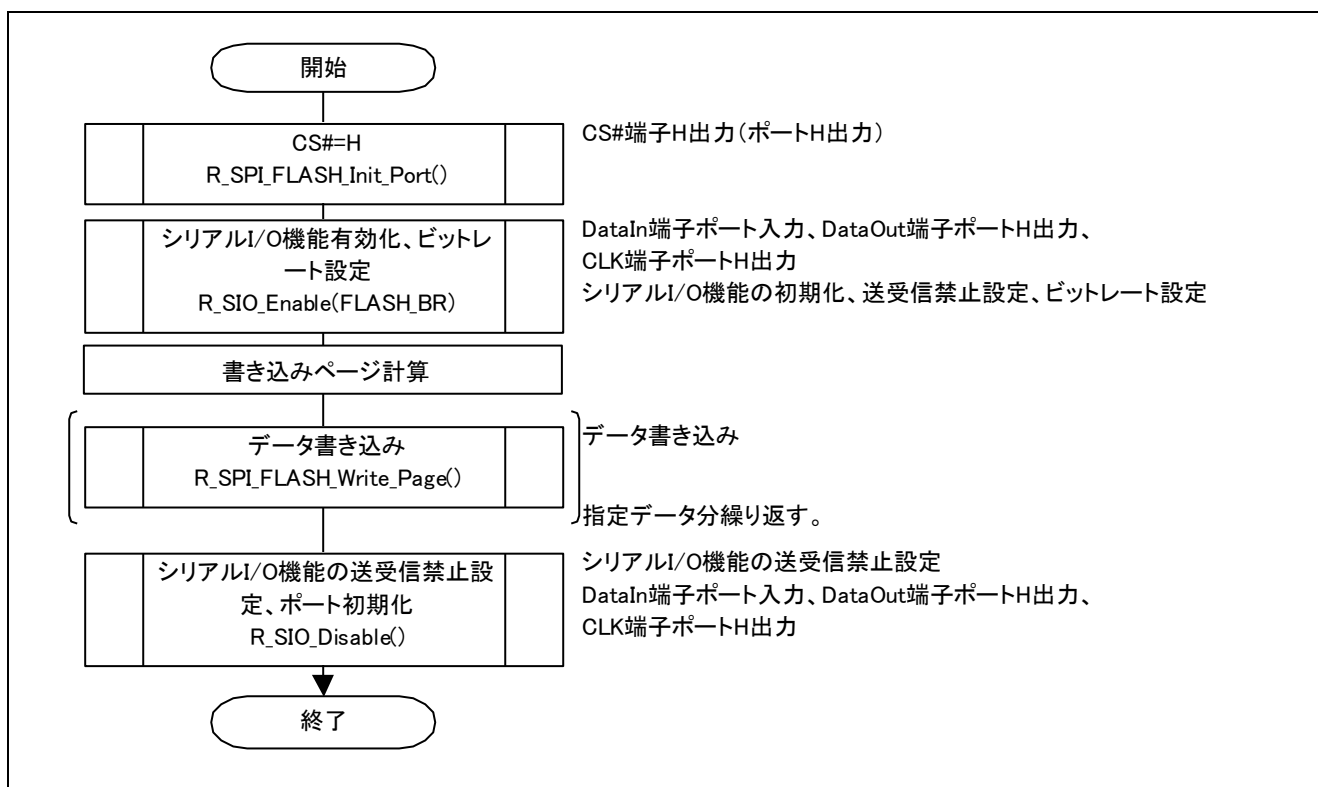 開始
CS#=H
R_SPI_FLASH_Init_Port()
CS#端子H出力（ポートH出力）
シリアルI/O機能有効化、ビットレ
ート設定
R_SIO_Enable(FLASH_BR)
DataIn端子ポート入力、DataOut端子ポートH出力、
CLK端子ポートH出力
シリアルI/O機能の初期化、送受信禁止設定、ビットレート設定
書き込みページ計算
データ書き込み
R_SPI_FLASH_Write_Page()
データ書き込み
指定データ分繰り返す。
シリアルI/O機能の送受信禁止設
定、ポート初期化
R_SIO_Disable()
シリアルI/O機能の送受信禁止設定
DataIn端子ポート入力、DataOut端子ポートH出力、
CLK端子ポートH出力
終了